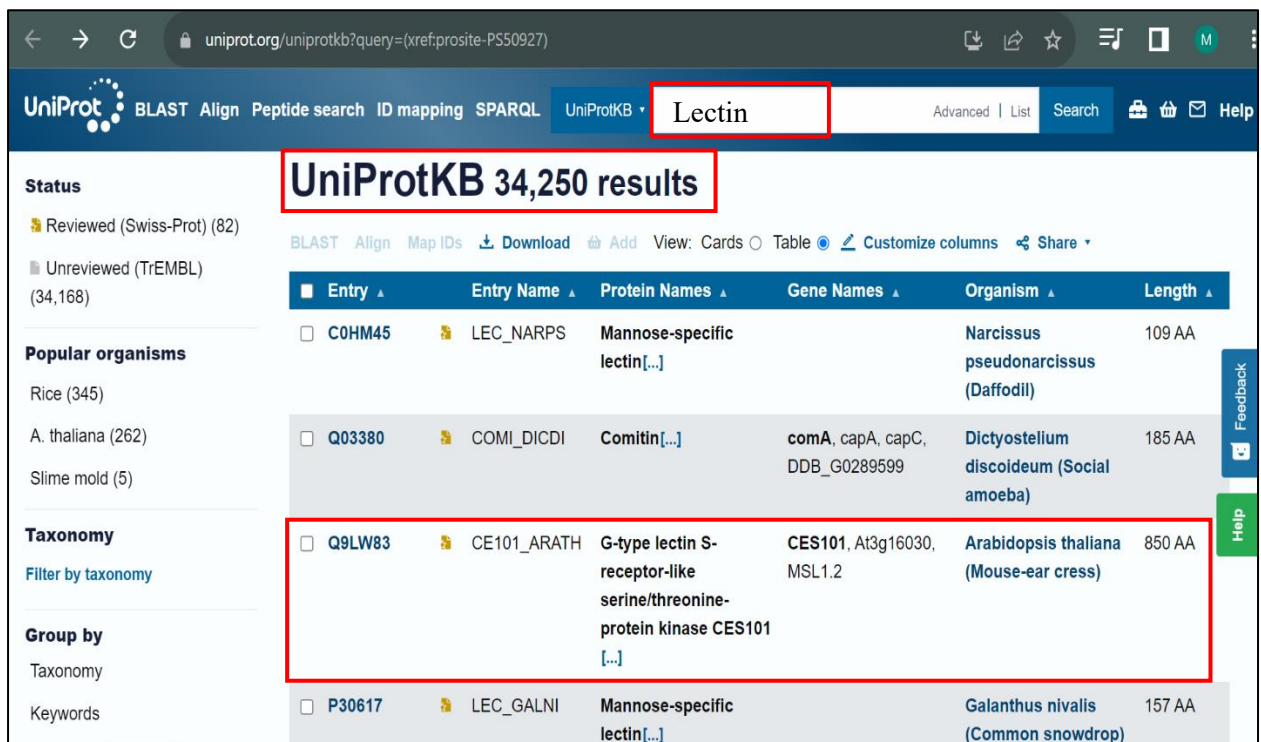 uniprot.org/uniprotkb?query=(xref:prosite-PS50927)
M
UniProt BLAST Align Peptide search ID mapping SPARQL UniProtKB Lectin Advanced | List Search Help
Status
Reviewed (Swiss-Prot) (82)
Unreviewed (TrEMBL)
(34,168)
Popular organisms
Rice (345)
A. thaliana (262)
Slime mold (5)
Taxonomy
Filter by taxonomy
Group by
Taxonomy
Keywords
UniProtKB 34,250 results
BLAST Align Map IDs Download Add View: Cards Table Customize columns Share
Entry Entry Name Protein Names Gene Names Organism Length
C0HM45 LEC_NARPS Mannose-specific Narcissus 109 AA
lectin[...] pseudonarcissus
(Daffodil)
Q03380 COMI_DICDI Comitin[...] comA, capA, capC, Dictyostelium 185 AA
DDB_G0289599 discoideum (Social
amoeba)
Q9LW83 CE101_ARATH G-type lectin S- CES101, At3g16030, Arabidopsis thaliana 850 AA
receptor-like MSL1.2 (Mouse-ear cress)
serine/threonine-
protein kinase CES101
[...]
P30617 LEC_GALNI Mannose-specific Galanthus nivalis 157 AA
lectin[...] (Common snowdrop)
Feedback
Help